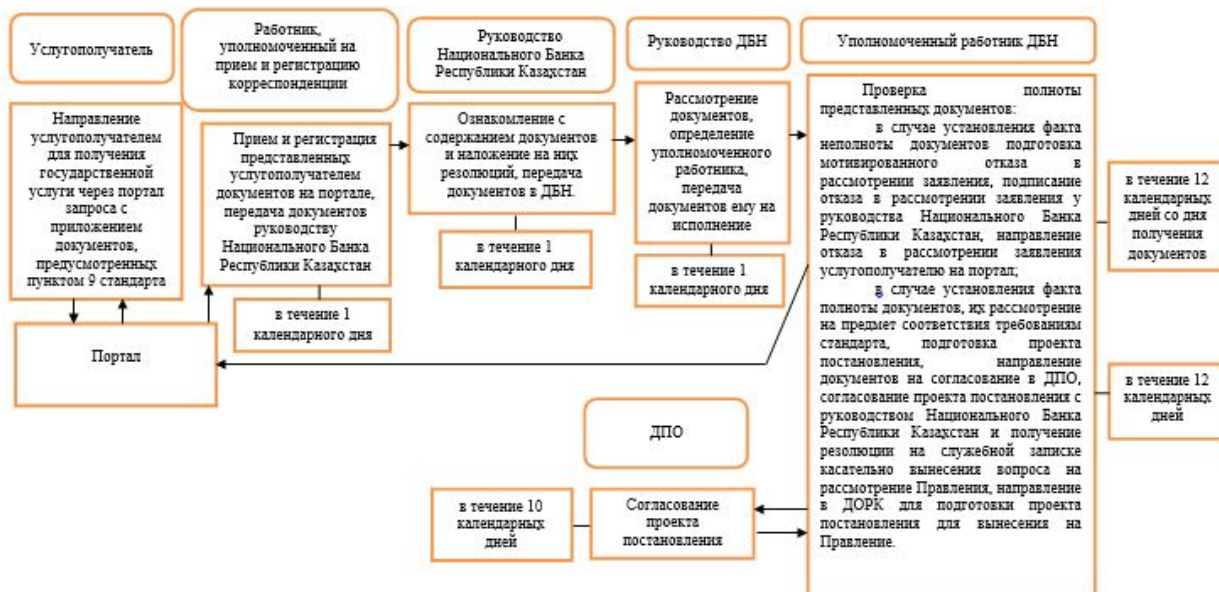 Услугополучатель
Работник,
уполномоченный на
прием и регистрацию
корреспонденции
Руководство
Национального Банка
Республики Казахстан
Руководство ДБН
Уполномоченный работник ДБН
Направление
услугополучателем
для получения
государственной
услуги через портал
запроса с
приложением
документов,
предусмотренных
пунктом 9 стандарта
Прием и регистрация
представленных
услугополучателем
документов на портале,
передача документов
руководству
Национального Банка
Республики Казахстан
в течение 1
календарного дня
Ознакомление с
содержанием документов
и наложение на них
резолюций, передача
документов в ДБН.
в течение 1
календарного дня
Рассмотрение
документов,
определение
уполномоченного
работника,
передача
документов ему на
исполнение
в течение 1
календарного дня
Проверка полноты
представленных документов:
в случае установления факта
неполноты документов подготовка
мотивированного отказа в
рассмотрении заявления, подписание
отказа в рассмотрении заявления у
руководства Национального Банка
Республики Казахстан, направление
отказа в рассмотрении заявления
услугополучателю на портал;
в случае установления факта
полноты документов, их рассмотрение
на предмет соответствия требованиям
стандарта, подготовка проекта
постановления, направление
документов на согласование в ДПО,
согласование проекта постановления с
руководством Национального Банка
Республики Казахстан и получение
резолюции на служебной записке
касательно вынесения вопроса на
рассмотрение Правления, направление
в ДОРК для подготовки проекта
постановления для вынесения на
Правление.
в течение 12
календарных
дней со дня
получения
документов
в течение 12
календарных
дней
Портал
ДПО
в течение 10
календарных
дней
Согласование
проекта
постановления